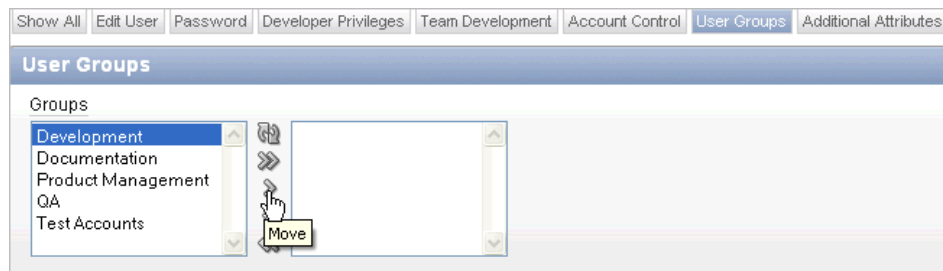 Show All Edit User Password Developer Privileges Team Development Account Control User Groups Additional Attributes
User Groups
Groups
Development
Documentation
Product Management
QA
Test Accounts
Move